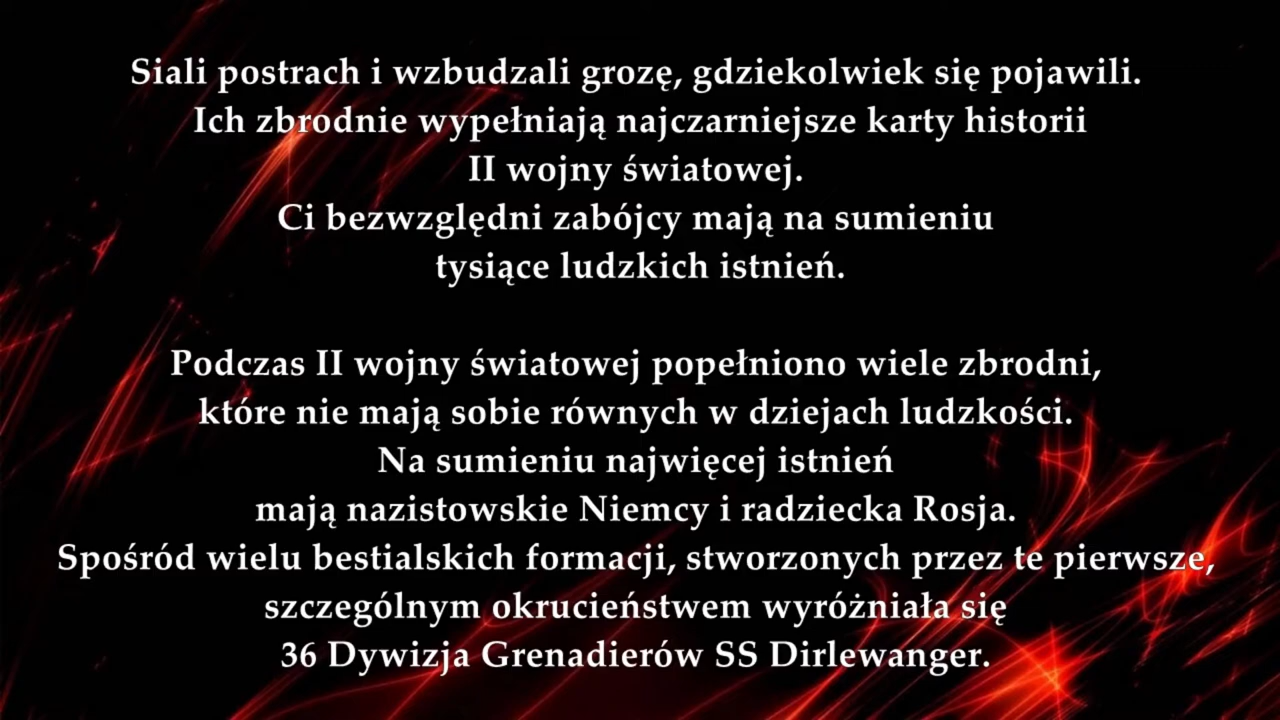 Siali postrach i wzbudzali grozę, gdziekolwiek się pojawili.
Ich zbrodnie wypełniają najczarniejsze karty historii
II wojny światowej.
Ci bezwzględni zabójcy mają na sumieniu
tysiące ludzkich istnień.
Podczas II wojny światowej popełniono wiele zbrodni,
które nie mają sobie równych w dziejach ludzkości.
Na sumieniu najwięcej istnień
mają nazistowskie Niemcy i radziecka Rosja.
Spośród wielu bestialskich formacji, stworzonych przez te pierwsze,
szczególnym okrucieństwem wyróżniała się
36 Dywizja Grenadierów SS Dirlewanger.